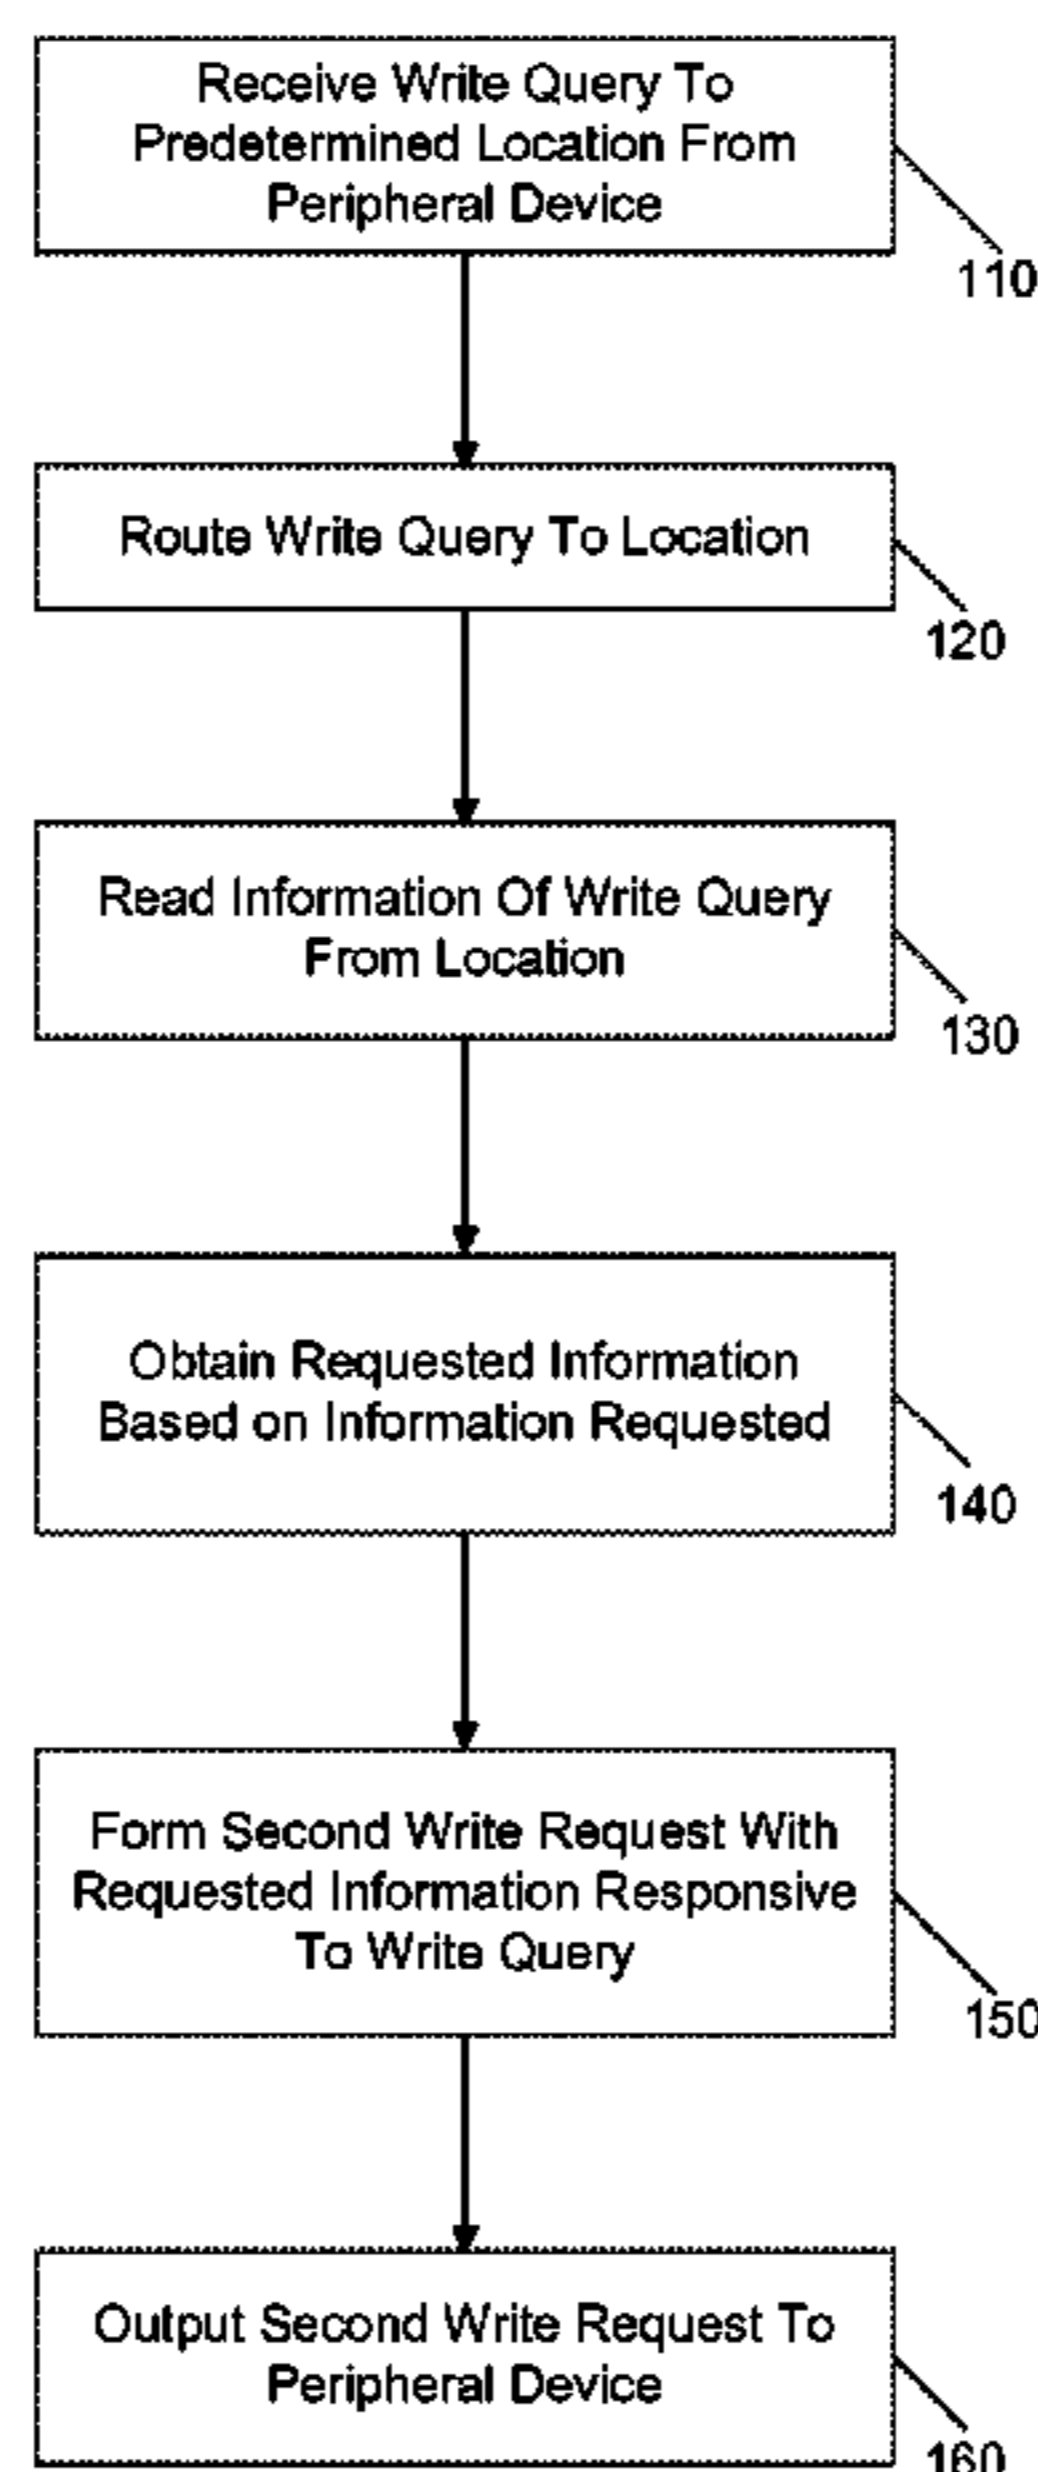 Receive Write Query To
Predetermined Location From
Peripheral Device
110
Route Write Query To Location
120
Read Information Of Write Query
From Location
130
Obtain Requested Information
Based on Information Requested
140
Form Second Write Request With
Requested Information Responsive
To Write Query
150
Output Second Write Request To
Peripheral Device
160